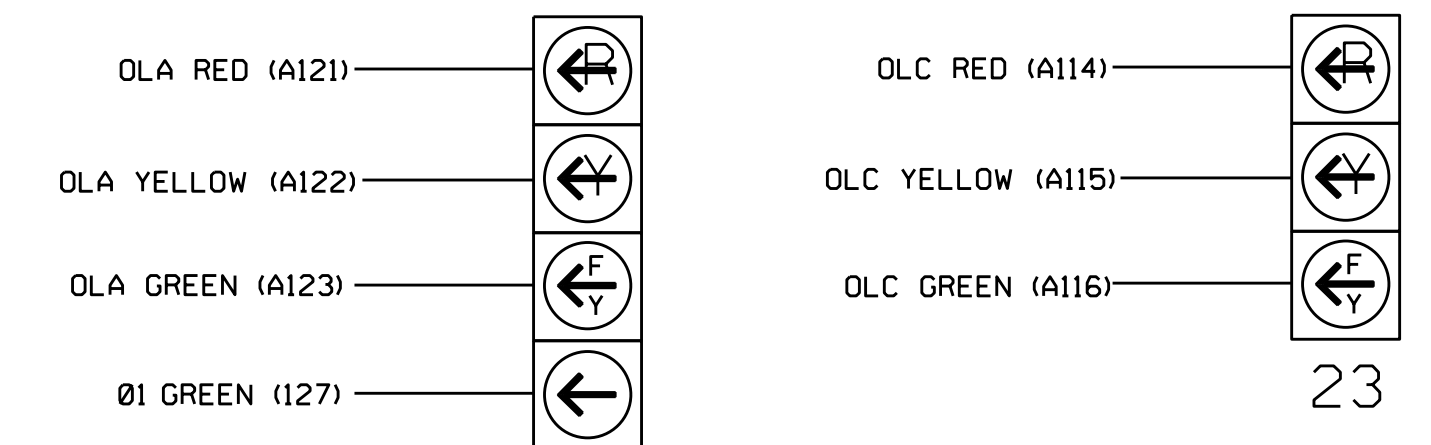 OLA RED (A121)
R
OLA YELLOW (A122)
Y
OLA GREEN (A123)
F
Y
Ø1 GREEN (127)
OLC RED (A114)
R
OLC YELLOW (A115)
Y
OLC GREEN (A116)
F
Y
23